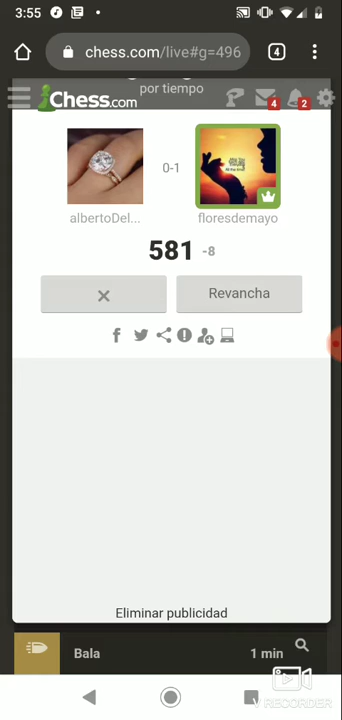 3:55
chess.com/live#g=496
4
por tiempo
Chess.com
4
2
0-1
albertoDel...
floresdemayo
581 -8
Revancha
Eliminar publicidad
Bala
1 min
V RECORDER